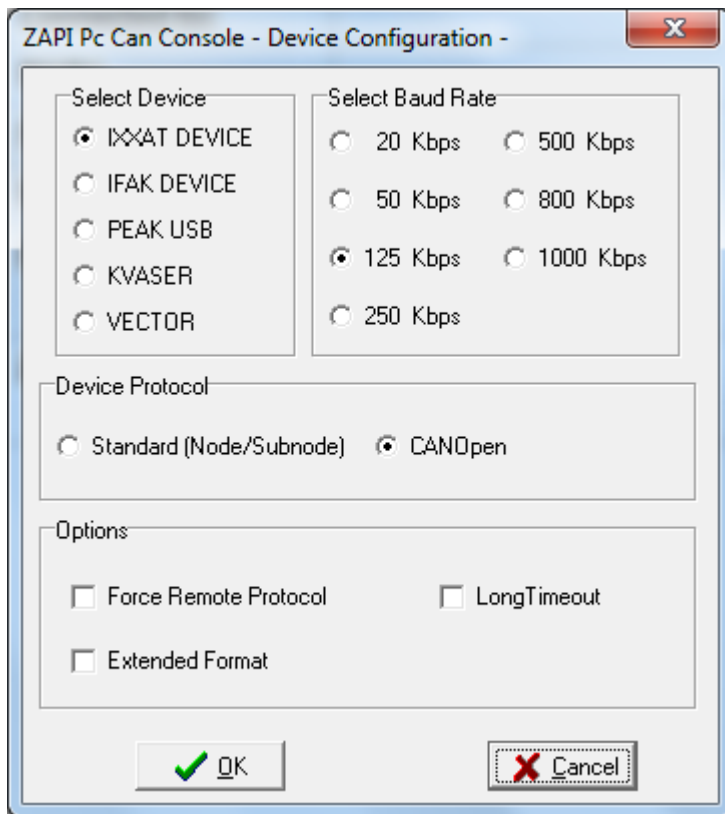 ZAPI Pc Can Console - Device Configuration -
Select Device
IXXAT DEVICE
IFAK DEVICE
PEAK USB
KVASER
VECTOR
Select Baud Rate
20 Kbps
50 Kbps
125 Kbps
250 Kbps
500 Kbps
800 Kbps
1000 Kbps
Device Protocol
Standard (Node/Subnode)
CANOpen
Options
Force Remote Protocol
LongTimeout
Extended Format
OK
Cancel